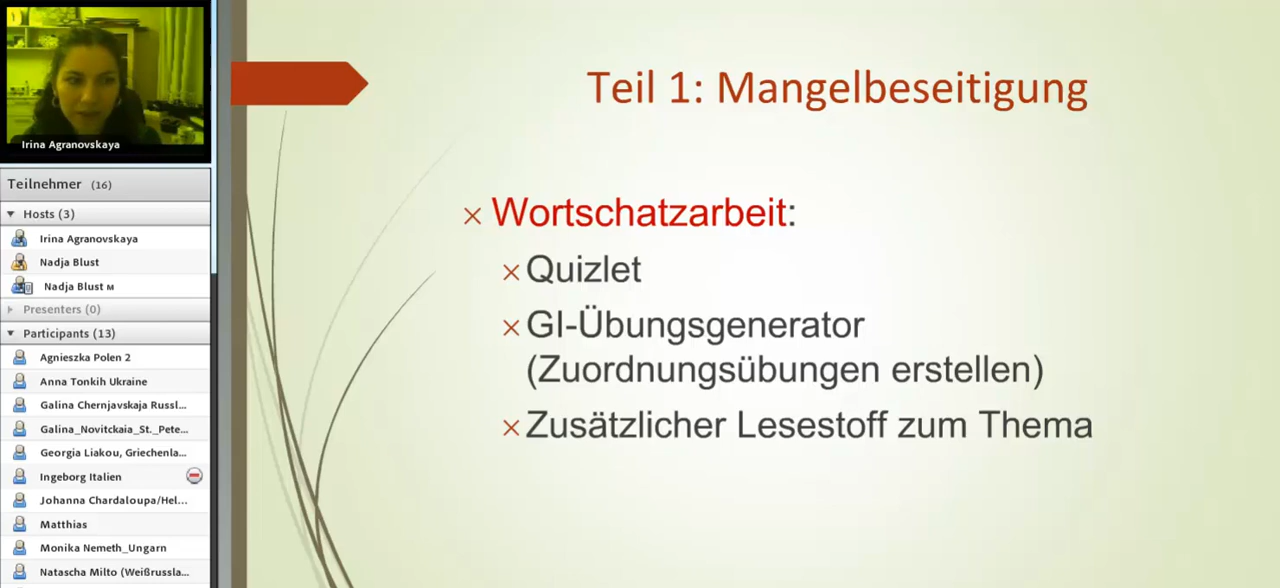 Irina Agranovskaya
Teilnehmer (16)
Hosts (3)
Irina Agranovskaya
Nadja Blust
Nadja Blust м
Presenters (0)
Participants (13)
Agnieszka Polen 2
Anna Tonkih Ukraine
Galina Chernjavskaja Russl...
Galina_Novitckaia_St._Pete...
Georgia Liakou, Griechenla...
Ingeborg Italien
Johanna Chardaloupa/Hel...
Matthias
Monika Nemeth_Ungarn
Natascha Milto (Weißrussla...
Teil 1: Mangelbeseitigung
Wortschatzarbeit:
Quizlet
GI-Übungsgenerator
(Zuordnungsübungen erstellen)
Zusätzlicher Lesestoff zum Thema